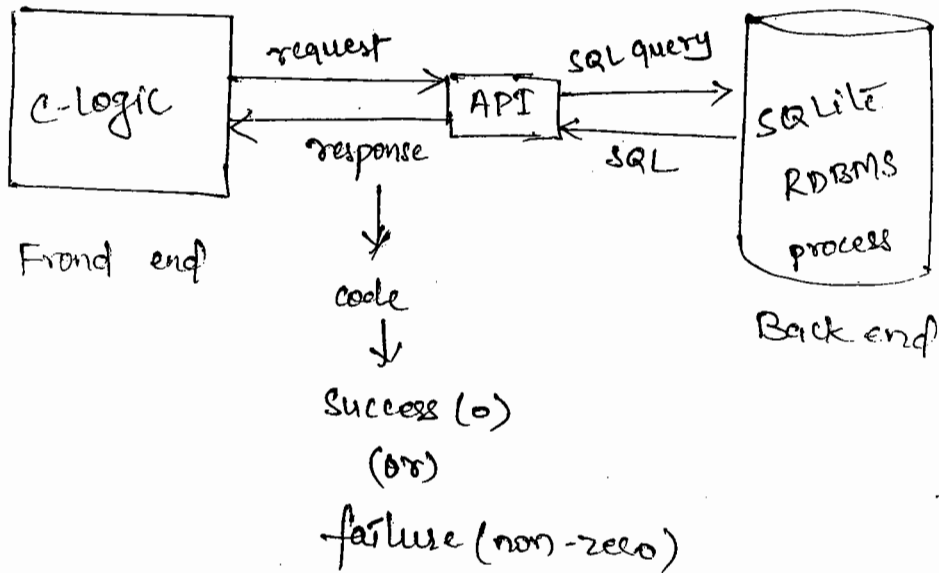 request
SQL query
C-Logic
API
SQLite
response
SQL
RDBMS
process
Frond end
code
Back end
Success (0)
(or)
failure (non-zero)